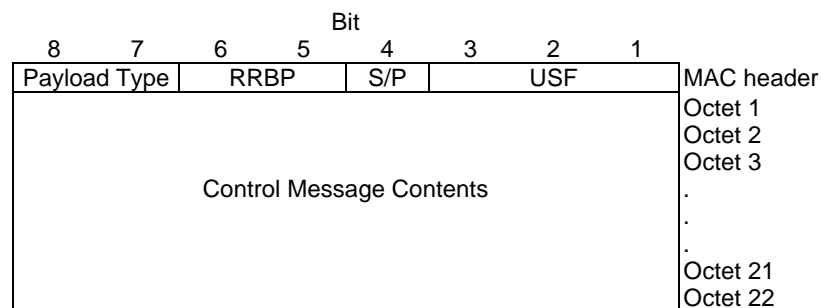 Bit
8 7 6 5 4 3 2 1
Payload Type RRBP S/P USF MAC header
Octet 1
Octet 2
Octet 3
Control Message Contents .
.
.
Octet 21
Octet 22